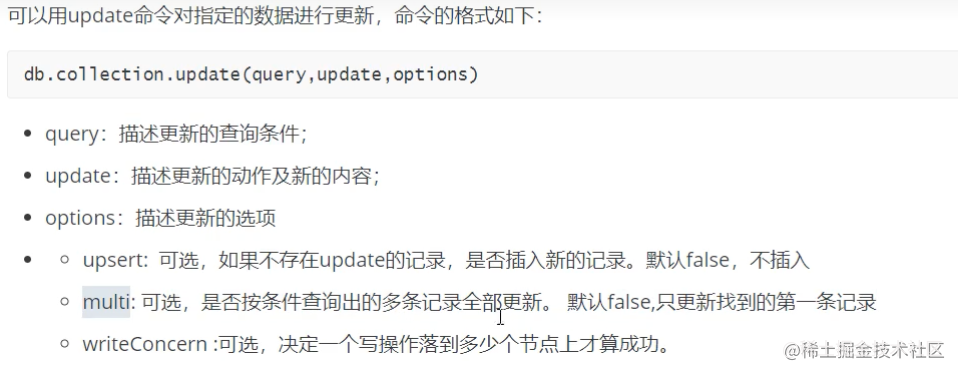 可以用update命令对指定的数据进行更新，命令的格式如下：
db.collection.update(query,update,options)
query：描述更新的查询条件；
update：描述更新的动作及新的内容；
options：描述更新的选项
upsert: 可选，如果不存在update的记录，是否插入新的记录。默认false，不插入
multi: 可选，是否按条件查询出的多条记录全部更新。 默认false,只更新找到的第一条记录
writeConcern :可选，决定一个写操作落到多少个节点上才算成功。
@稀土掘金技术社区